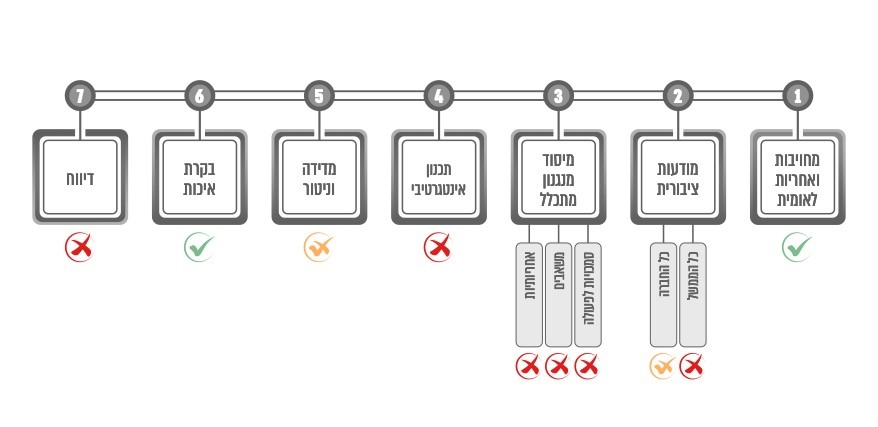 1
2
3
4
5
6
7
מחויבות
ואחריות
לאומית
מודעות
ציבורית
מיסוד
מנגנון
מתכלל
תכנון
אינטגרטיבי
מדידה
וניטור
בקרת
איכות
דיווח
כל הממשל
כל החברה
סמכויות לפעולה
משאבים
אחריותיות